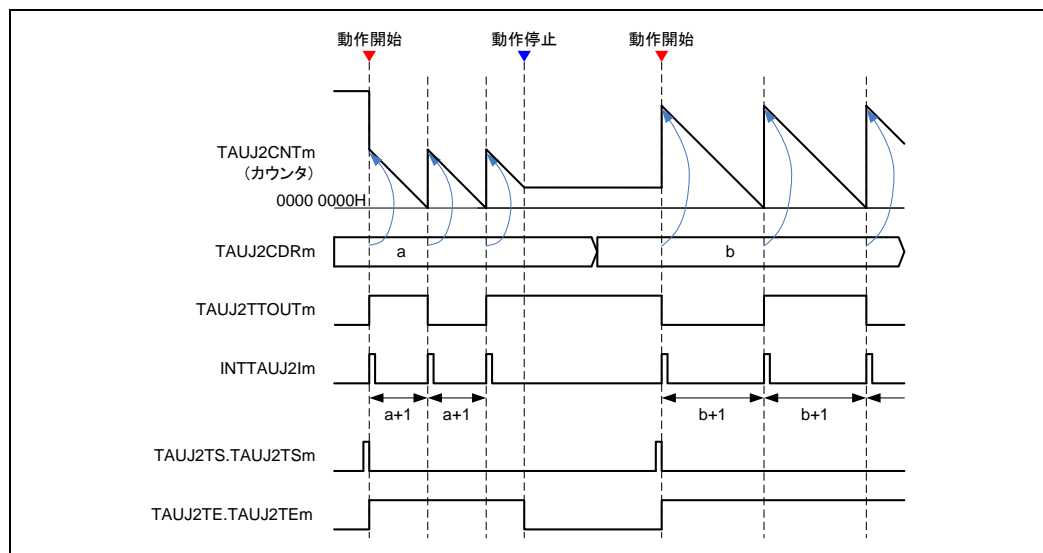 動作開始 動作停止 動作開始
TAUJ2CNTm
(カウンタ)
0000 0000H
TAUJ2CDRm a b
TAUJ2TTOUTm
INTTAUJ2Im
a+1 a+1 b+1 b+1
TAUJ2TS.TAUJ2TSm
TAUJ2TE.TAUJ2TEm